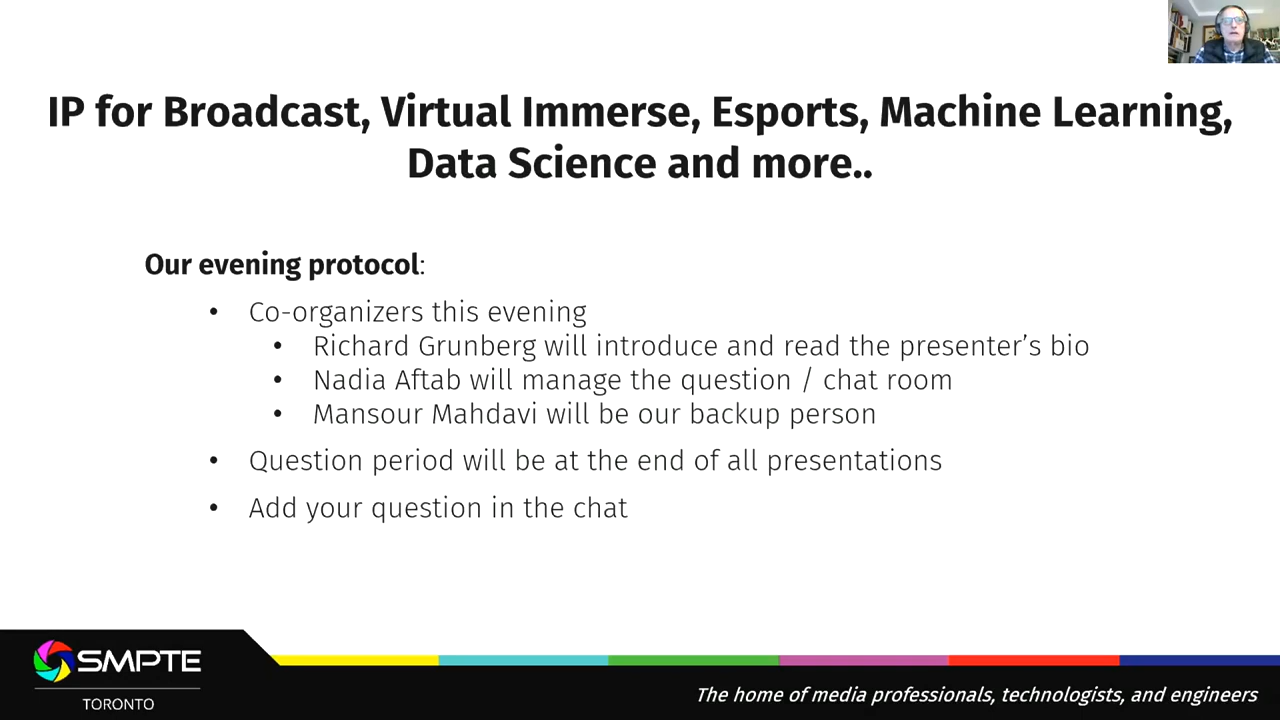 IP for Broadcast, Virtual Immerse, Esports, Machine Learning,
Data Science and more..
Our evening protocol:
• Co-organizers this evening
• Richard Grunberg will introduce and read the presenter’s bio
• Nadia Aftab will manage the question / chat room
• Mansour Mahdavi will be our backup person
• Question period will be at the end of all presentations
• Add your question in the chat
SMPTE
TORONTO
The home of media professionals, technologists, and engineers